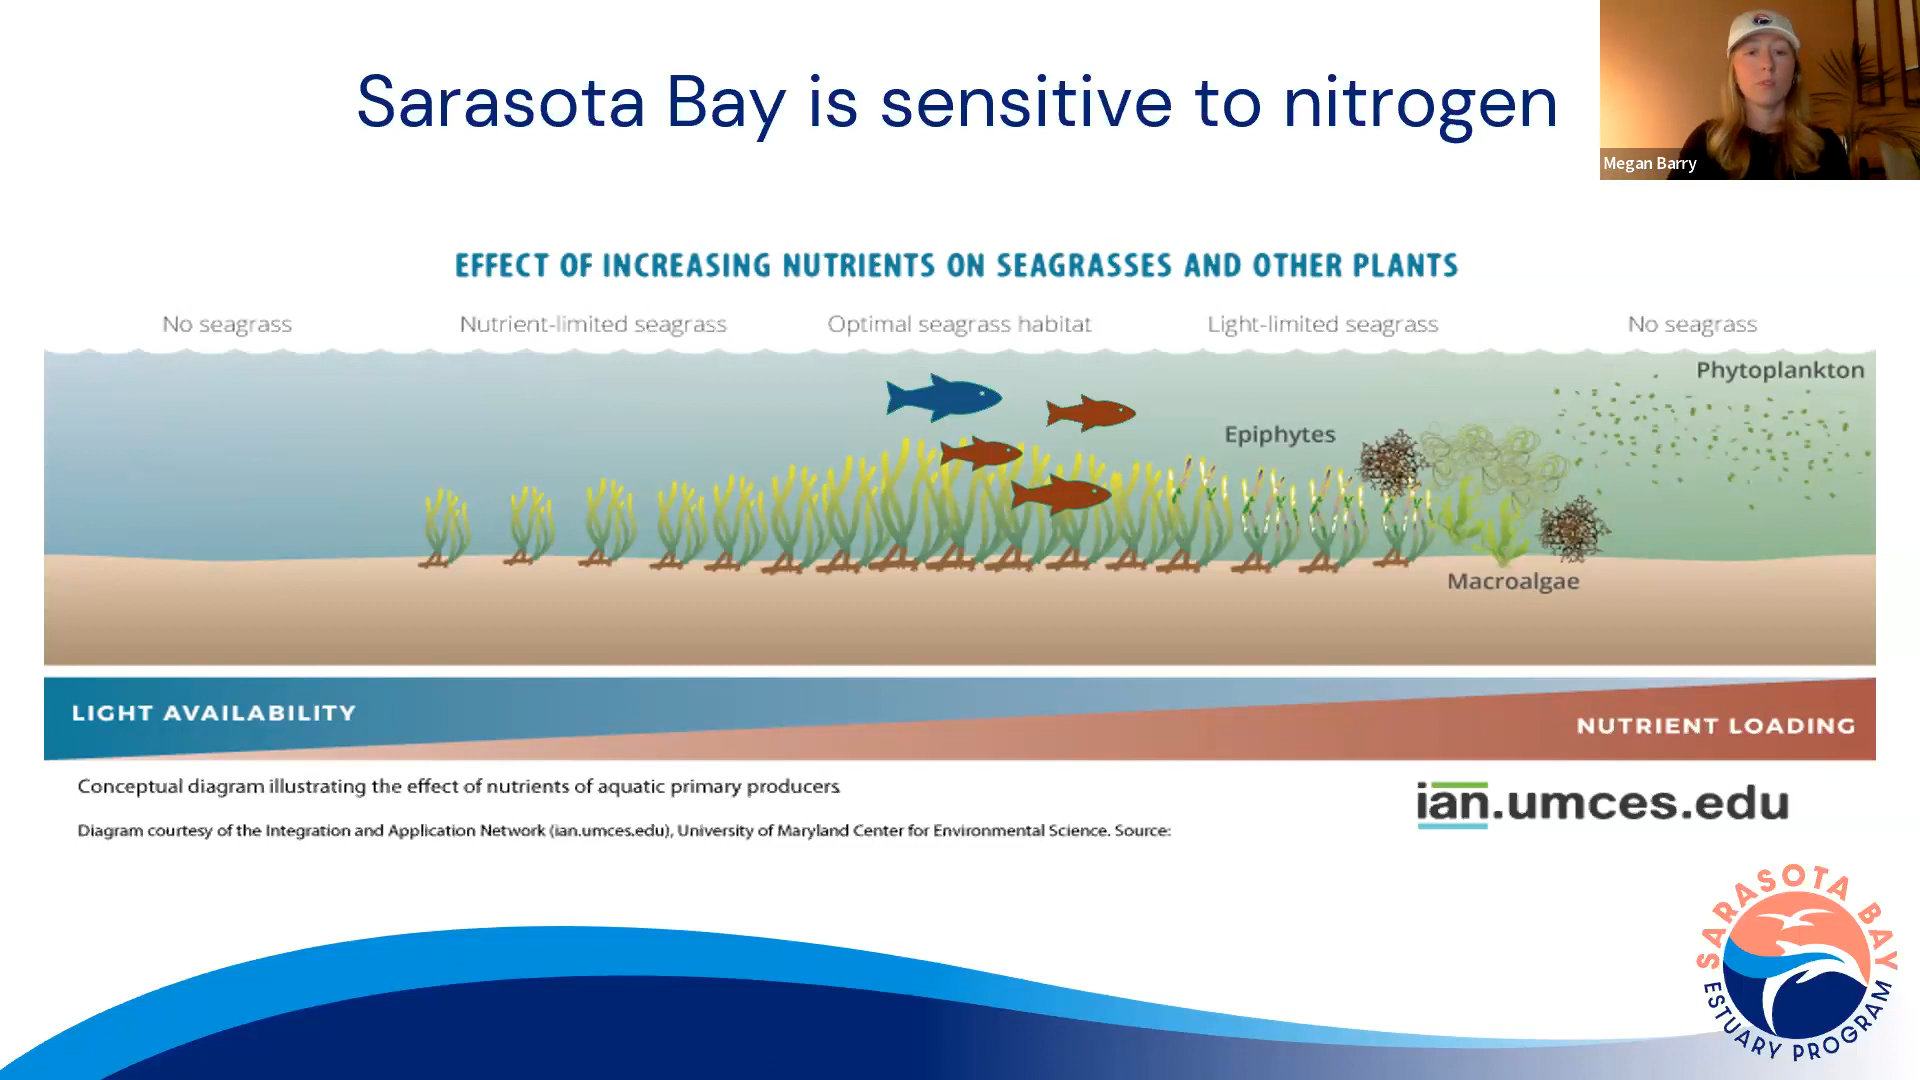 Sarasota Bay is sensitive to nitrogen
Megan Barry
EFFECT OF INCREASING NUTRIENTS ON SEAGRASSES AND OTHER PLANTS
No seagrass
Nutrient-limited seagrass
Optimal seagrass habitat
Light-limited seagrass
No seagrass
Phytoplankton
Epiphytes
Macroalgae
LIGHT AVAILABILITY
NUTRIENT LOADING
Conceptual diagram illustrating the effect of nutrients of aquatic primary producers
Diagram courtesy of the Integration and Application Network (ian.umces.edu), University of Maryland Center for Environmental Science. Source:
ian.umces.edu
SARASOTA BAY
ESTUARY PROGRAM